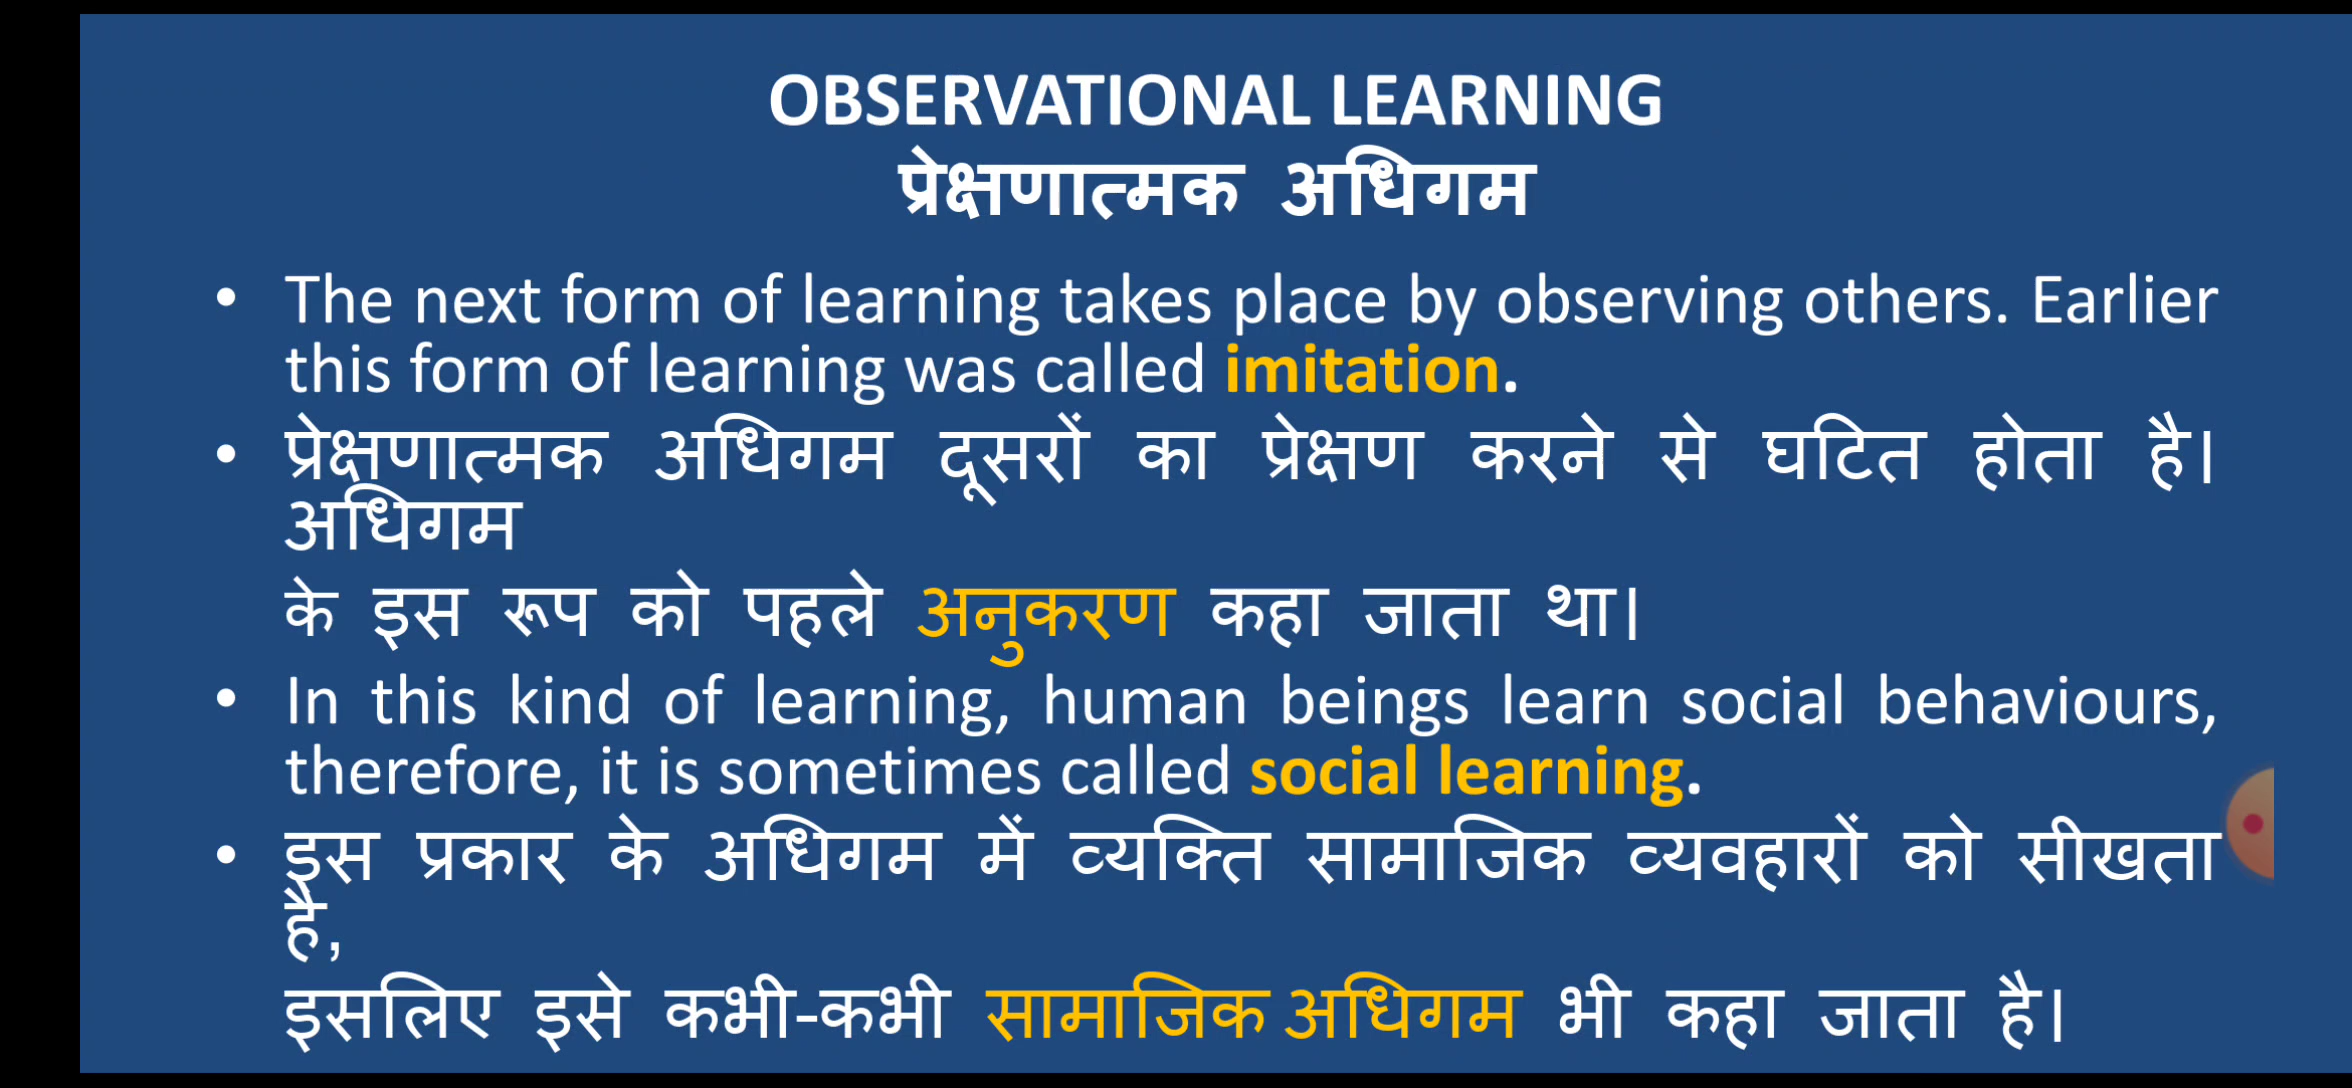 OBSERVATIONAL LEARNING
प्रेक्षणात्मक अधिगम
• The next form of learning takes place by observing others. Earlier
this form of learning was called imitation.
• प्रेक्षणात्मक अधिगम दूसरों का प्रेक्षण करने से घटित होता है।
अधिगम
के इस रूप को पहले अनुकरण कहा जाता था।
• In this kind of learning, human beings learn social behaviours,
therefore, it is sometimes called social learning.
• इस प्रकार के अधिगम में व्यक्ति सामाजिक व्यवहारों को सीखता
है,
इसलिए इसे कभी-कभी सामाजिक अधिगम भी कहा जाता है।